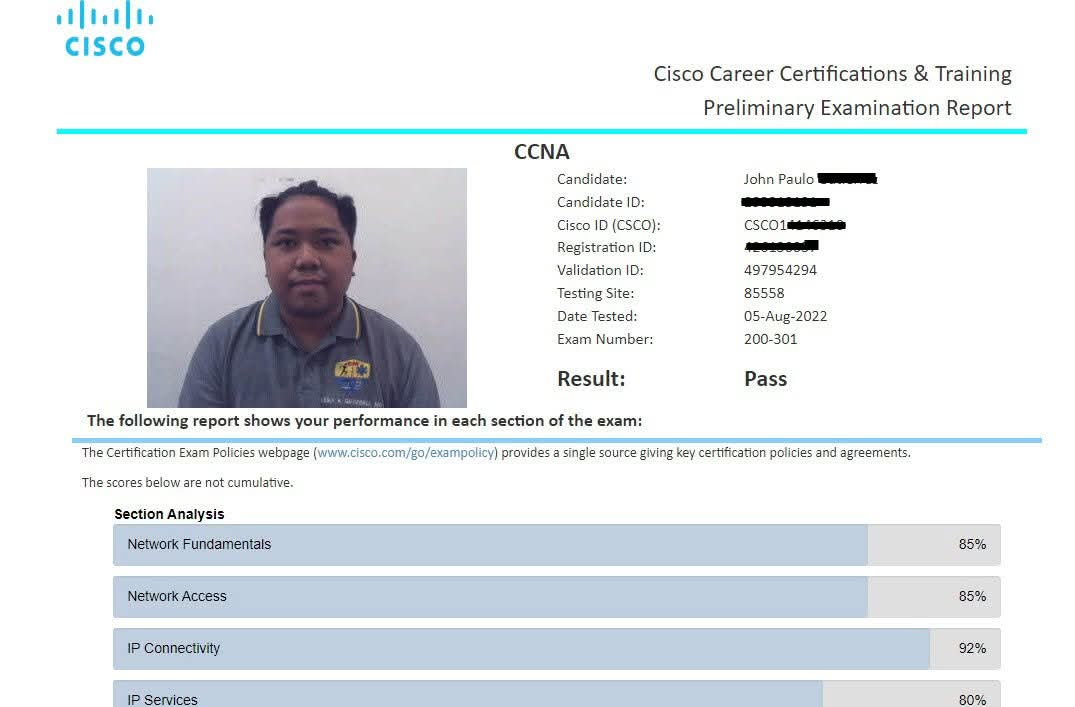 CISCO
Cisco Career Certifications & Training
Preliminary Examination Report
CCNA
Candidate: John Paulo
Candidate ID:
Cisco ID (CSCO): CSCO1
Registration ID:
Validation ID: 497954294
Testing Site: 85558
Date Tested: 05-Aug-2022
Exam Number: 200-301
Result: Pass
The following report shows your performance in each section of the exam:
The Certification Exam Policies webpage (www.cisco.com/go/exampolicy) provides a single source giving key certification policies and agreements.
The scores below are not cumulative.
Section Analysis
Network Fundamentals 85%
Network Access 85%
IP Connectivity 92%
IP Services 80%